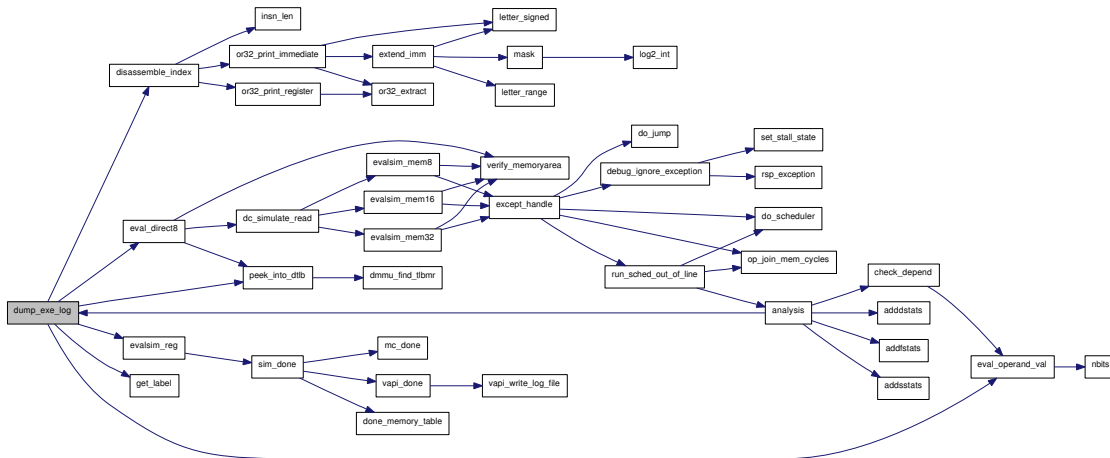 insn_len
letter_signed
or32_print_immediate
extend_imm
mask
log2_int
disassemble_index
or32_print_register
or32_extract
letter_range
do_jump
set_stall_state
evalsim_mem8
verify_memoryarea
debug_ignore_exception
rsp_exception
evalsim_mem16
except_handle
dc_simulate_read
do_scheduler
eval_direct8
evalsim_mem32
op_join_mem_cycles
peek_into_dtlb
dmmu_find_tlbmr
run_sched_out_of_line
check_depend
dump_exe_log
analysis
adddstats
evalsim_reg
mc_done
addfstats
sim_done
eval_operand_val
nbits
get_label
vapi_done
vapi_write_log_file
addsstats
done_memory_table